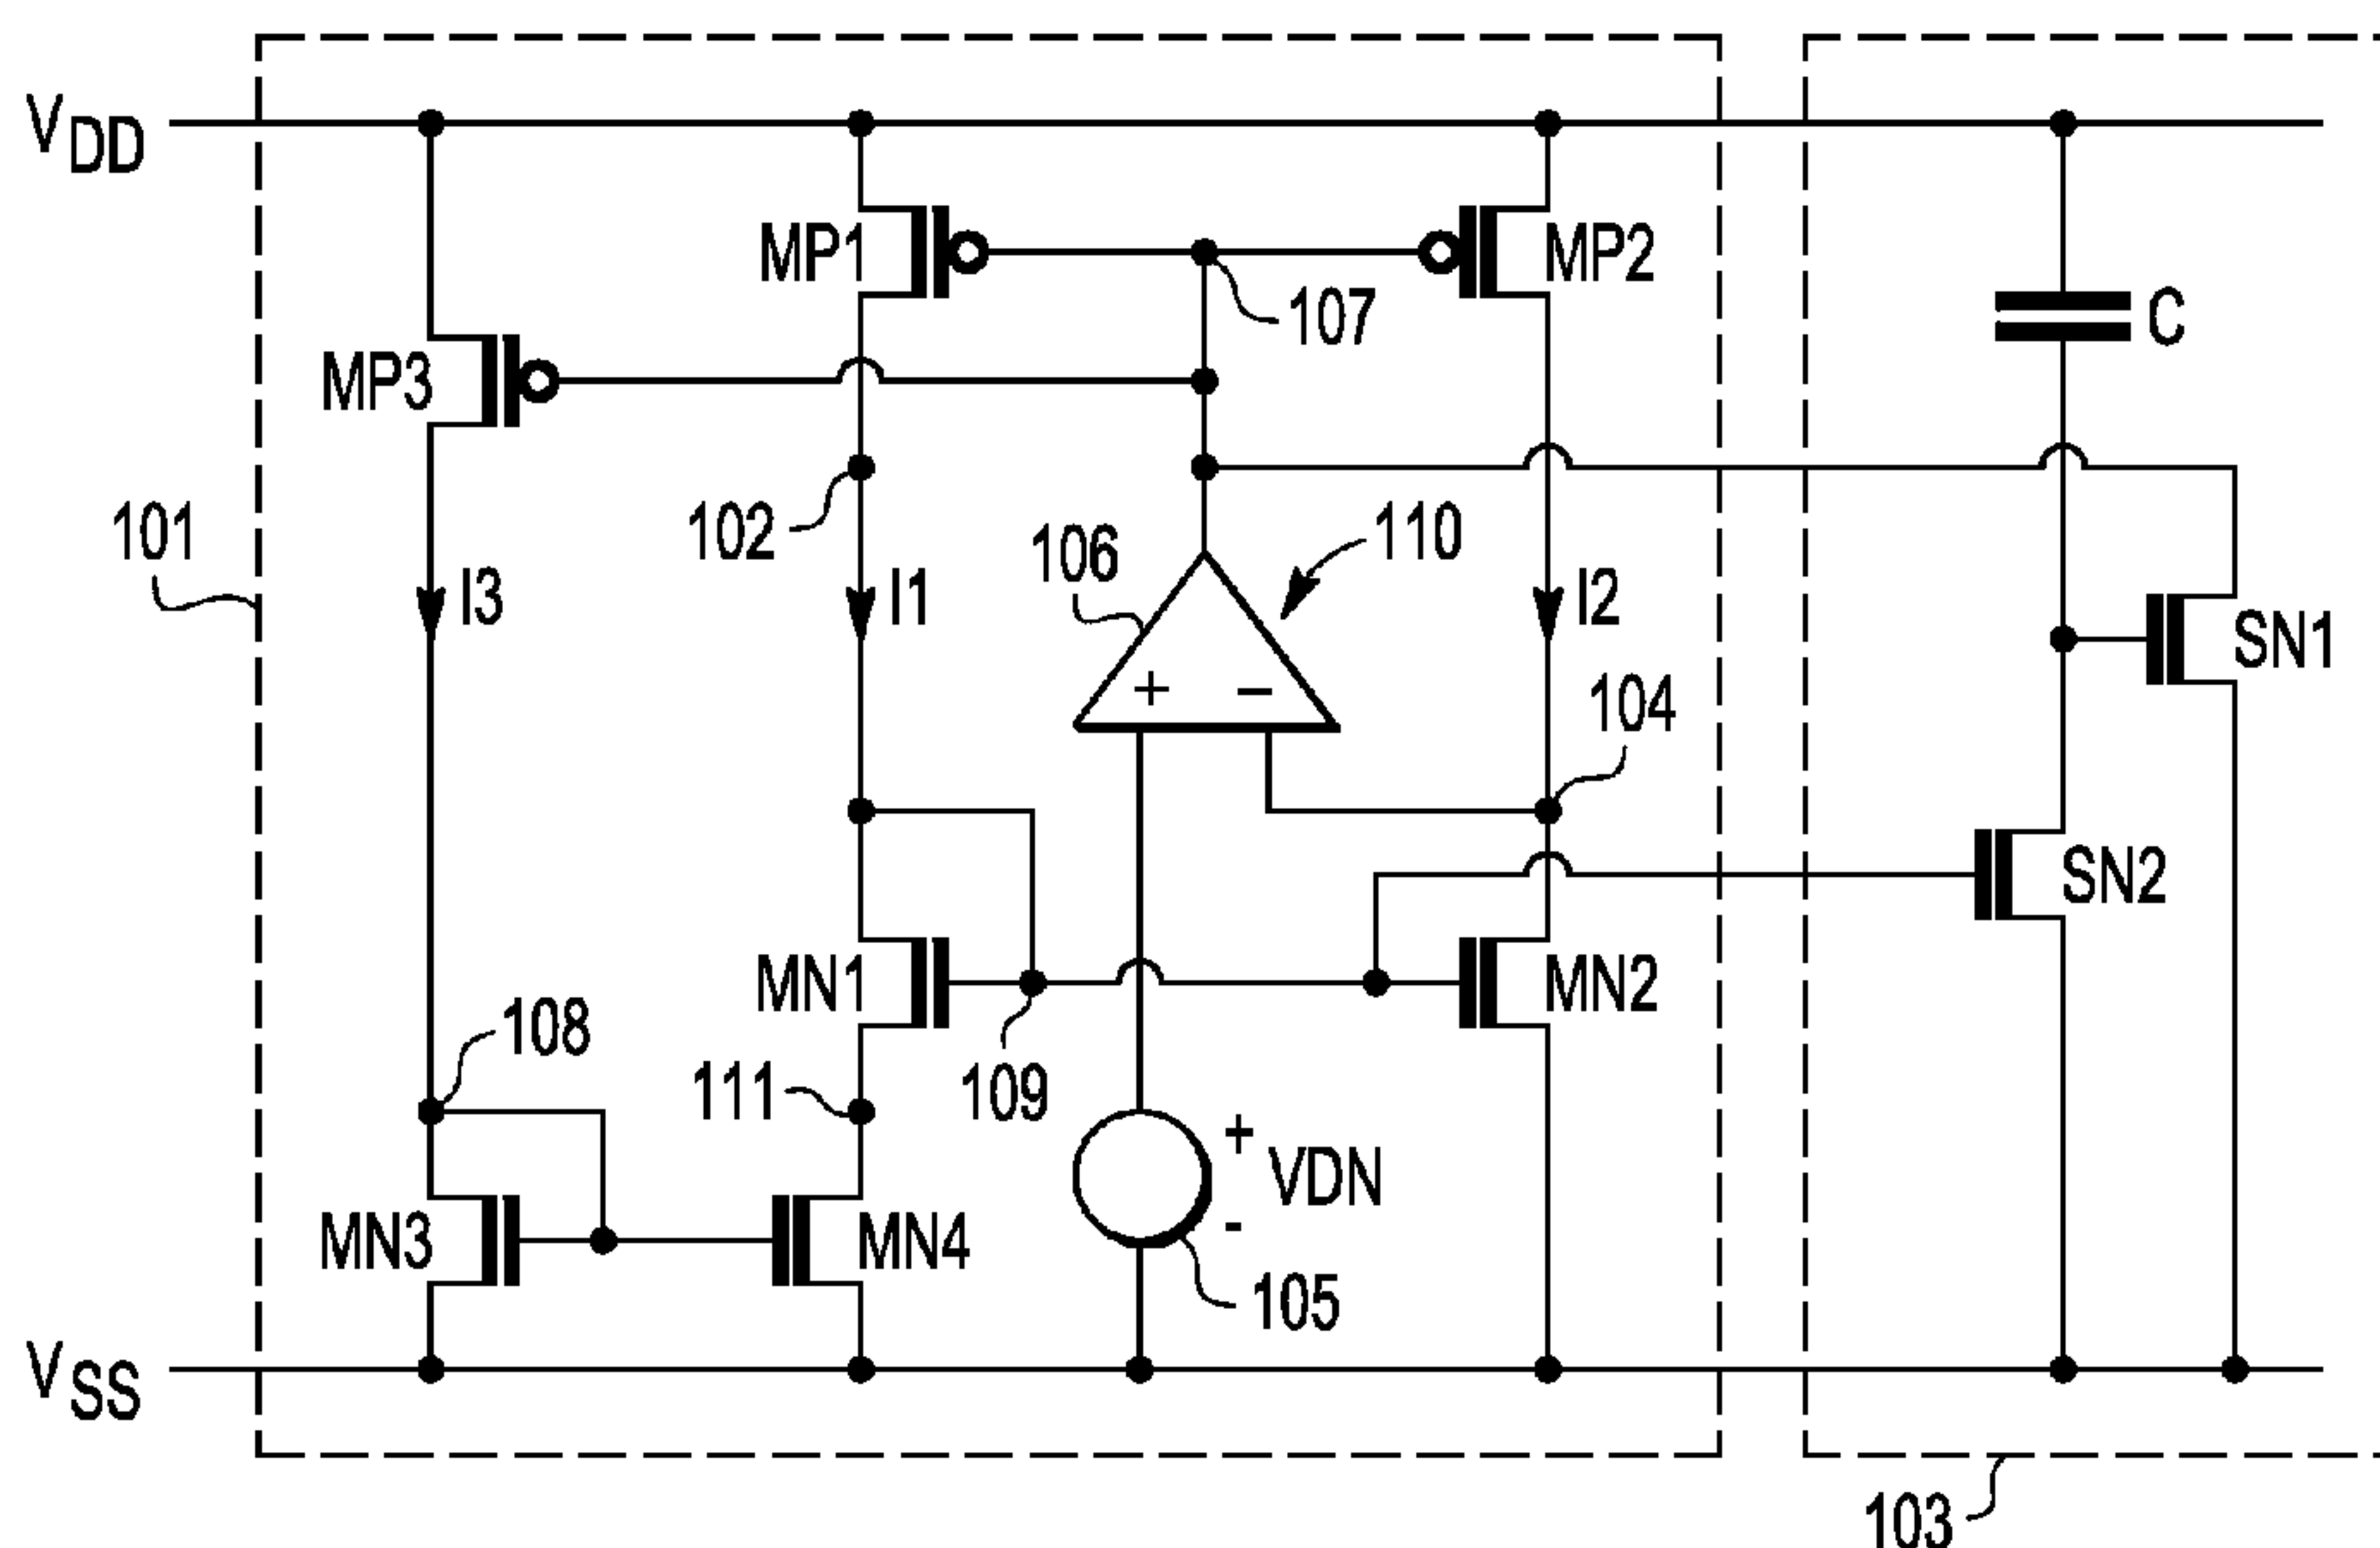 VDD
MP1
MP2
107
C
MP3
102
101
106
110
I3
I1
I2
SN1
+
−
104
SN2
MN1
MN2
108
111
109
+
VDN
-
MN3
MN4
105
VSS
103